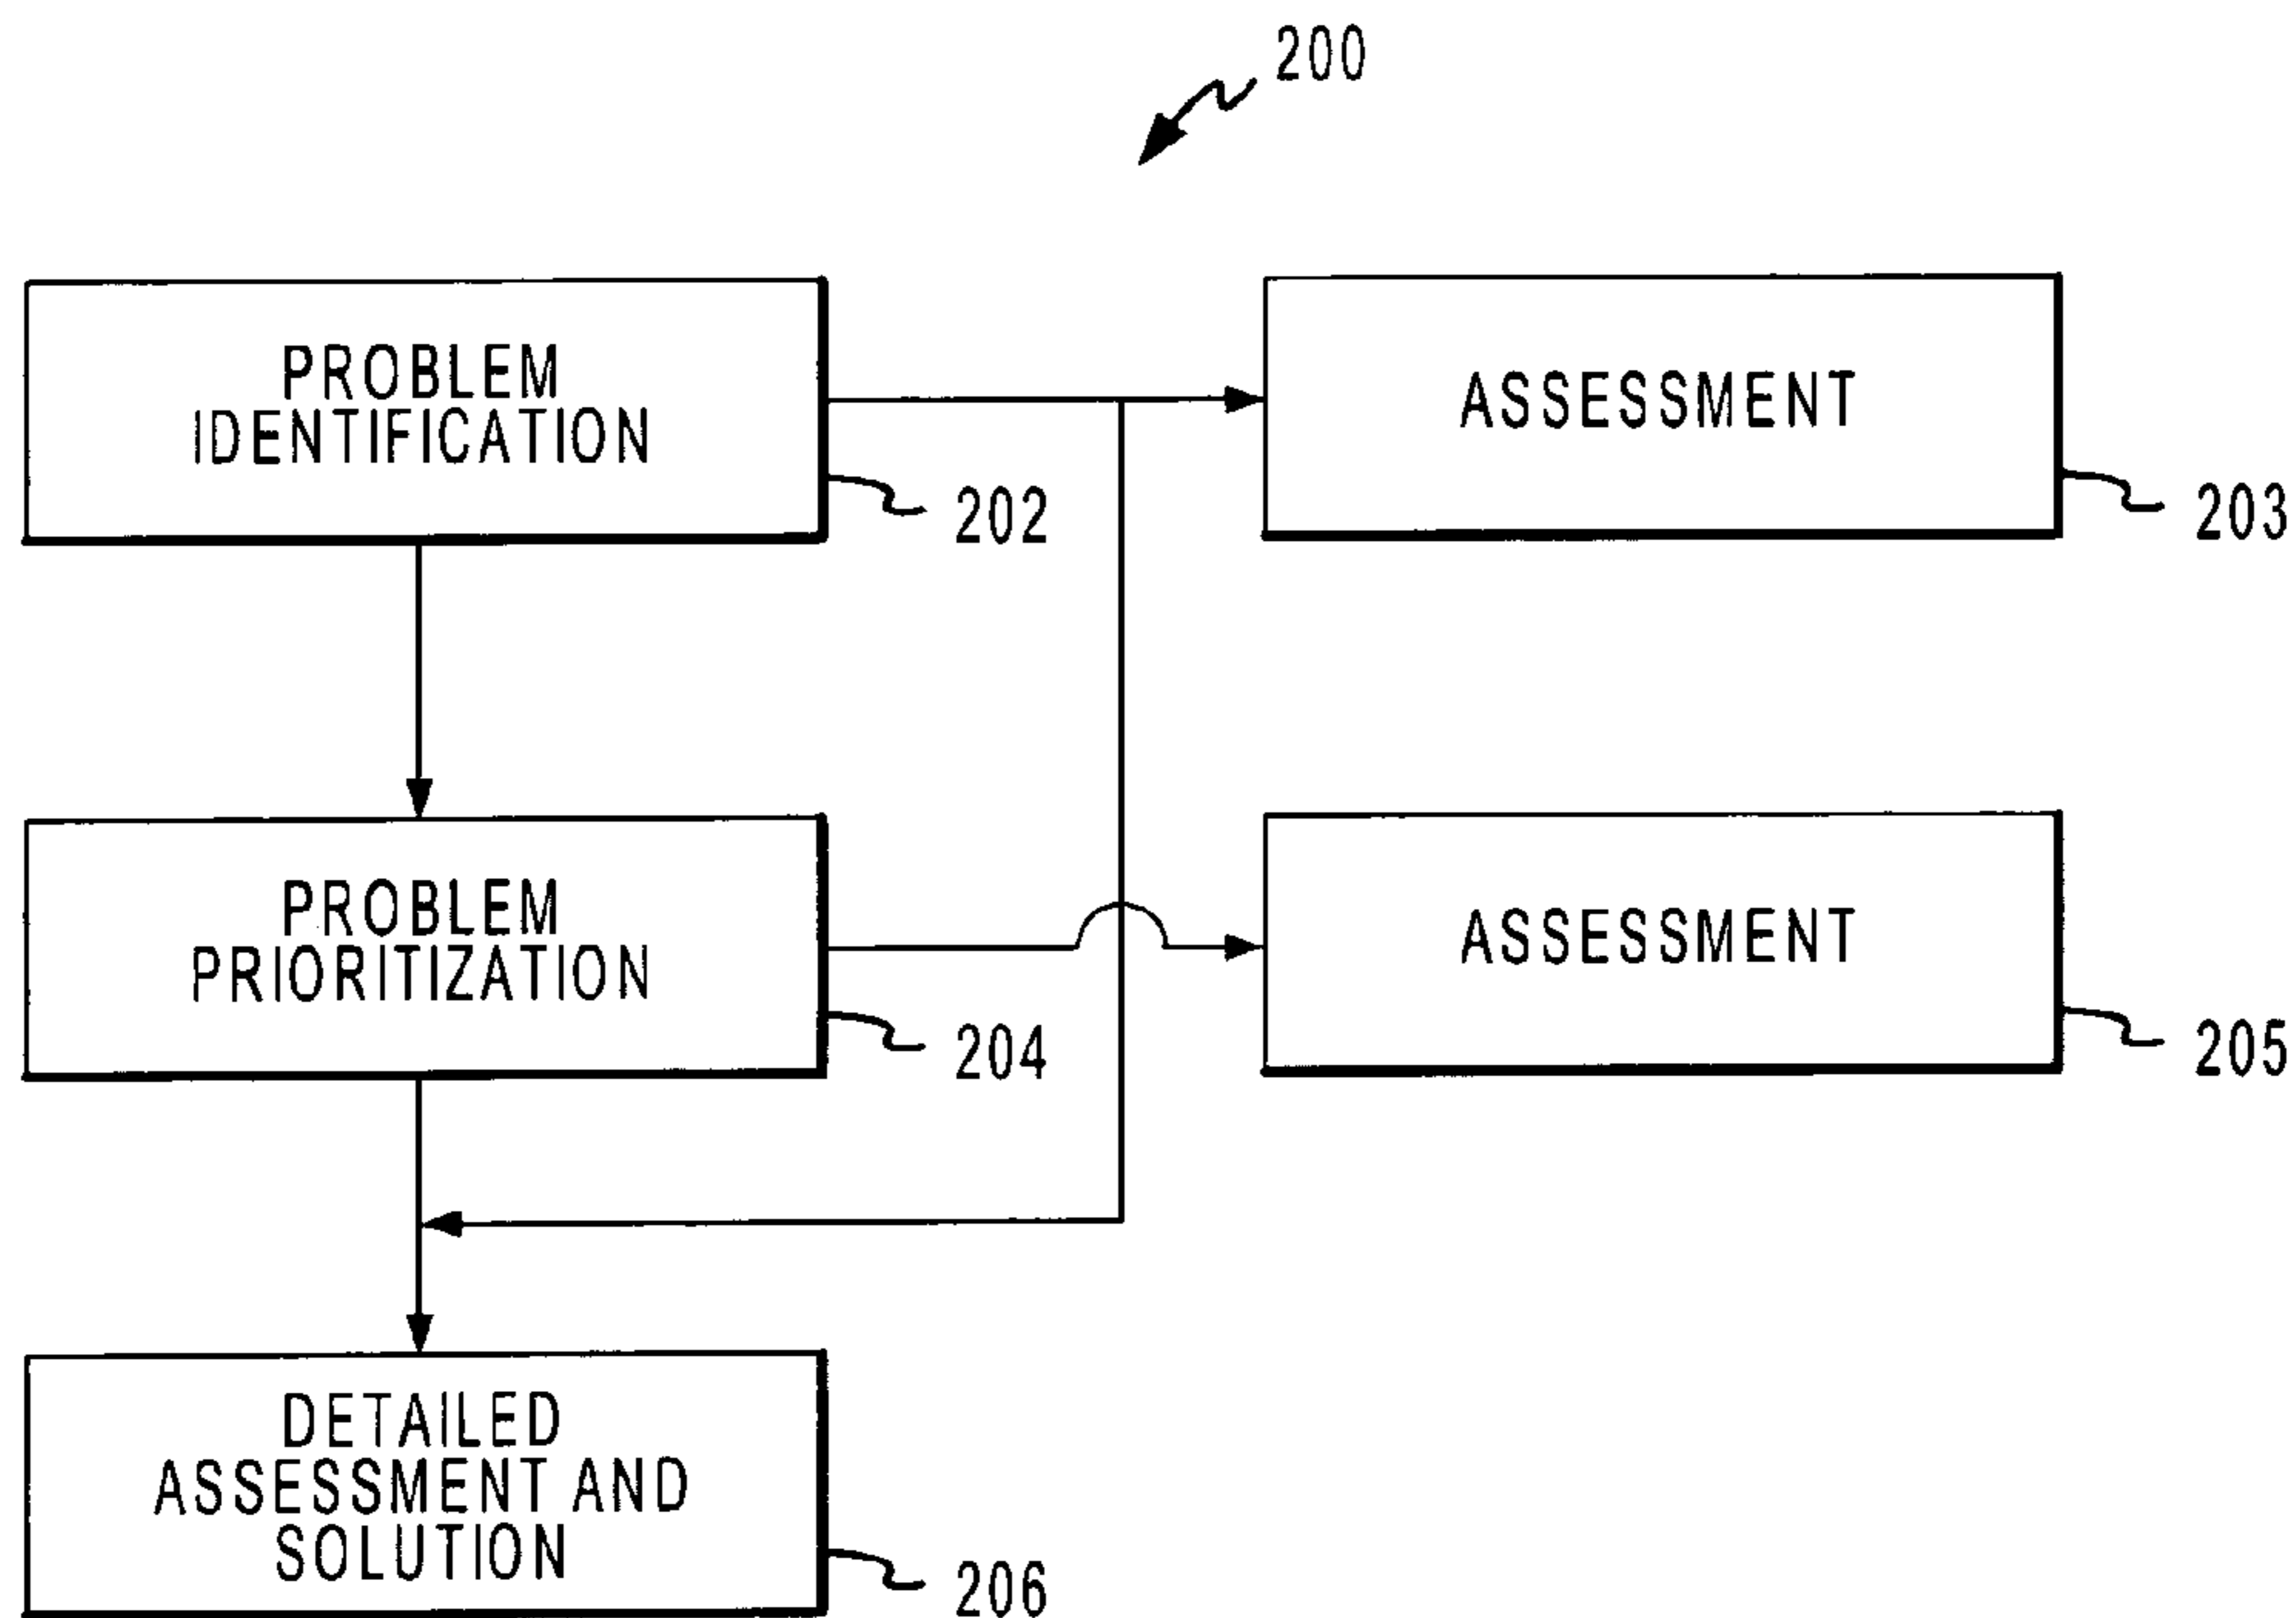 200
PROBLEM
IDENTIFICATION
202
ASSESSMENT
203
PROBLEM
PRIORITIZATION
204
ASSESSMENT
205
DETAILED
ASSESSMENT AND
SOLUTION
206